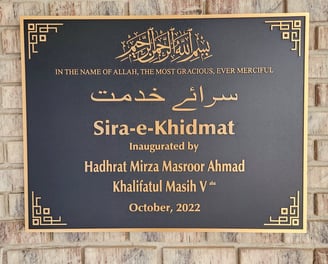 بسم الله الرحمن الرحيم
IN THE NAME OF ALLAH, THE MOST GRACIOUS, EVER MERCIFUL
سرائے خدمت
Sira-e-Khidmat
Inaugurated by
Hadhrat Mirza Masroor Ahmad
Khalifatul Masih V
October, 2022